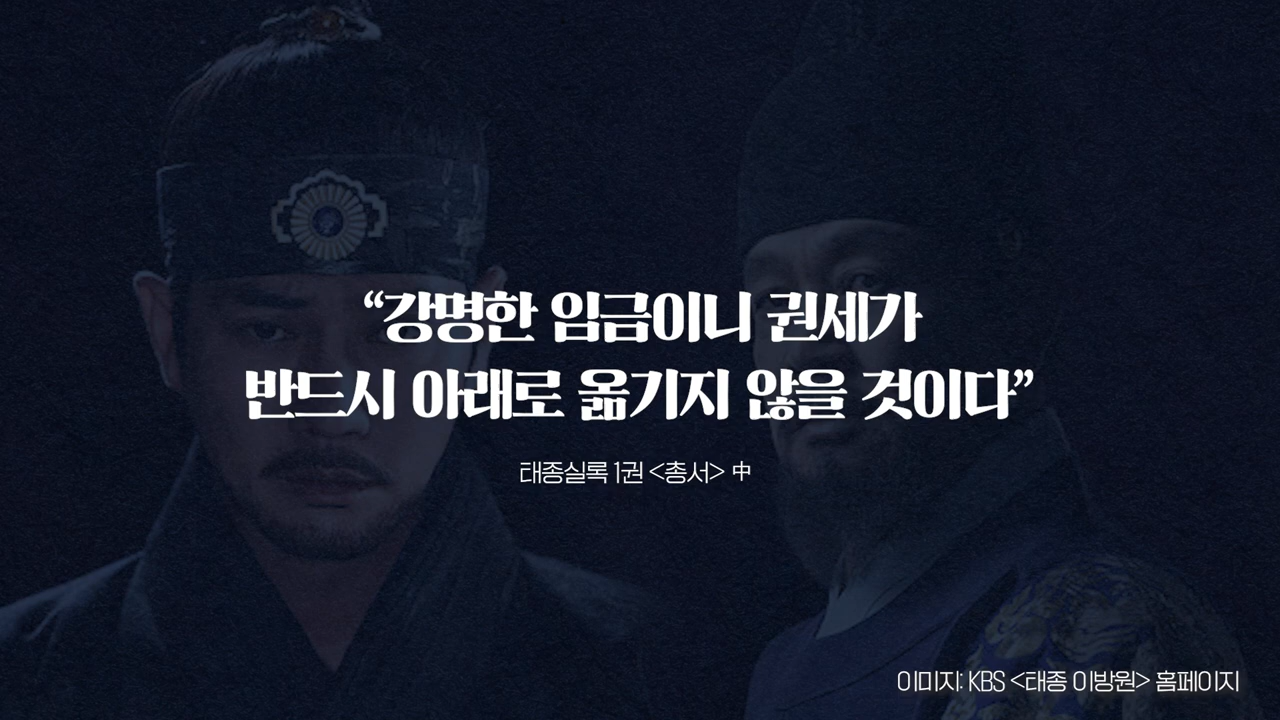 “강명한 임금이니 권세가
반드시 아래로 옮기지 않을 것이다”
태종실록 1권 <총서> 中
이미지: KBS <태종 이방원> 홈페이지